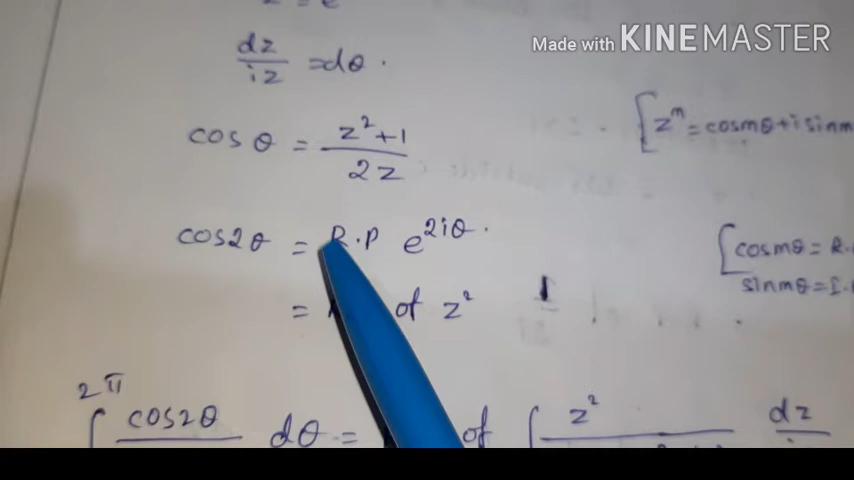 Made with KINEMASTER
dz/iz = dθ.
cos θ = z²+1/2z
[zⁿ = cosmθ + i sinm
cos2θ = R.P e^2iθ.
[cosmθ = R.
sinmθ = I.
= of z²
2π
∫ cos2θ dθ = of ∫ z² dz